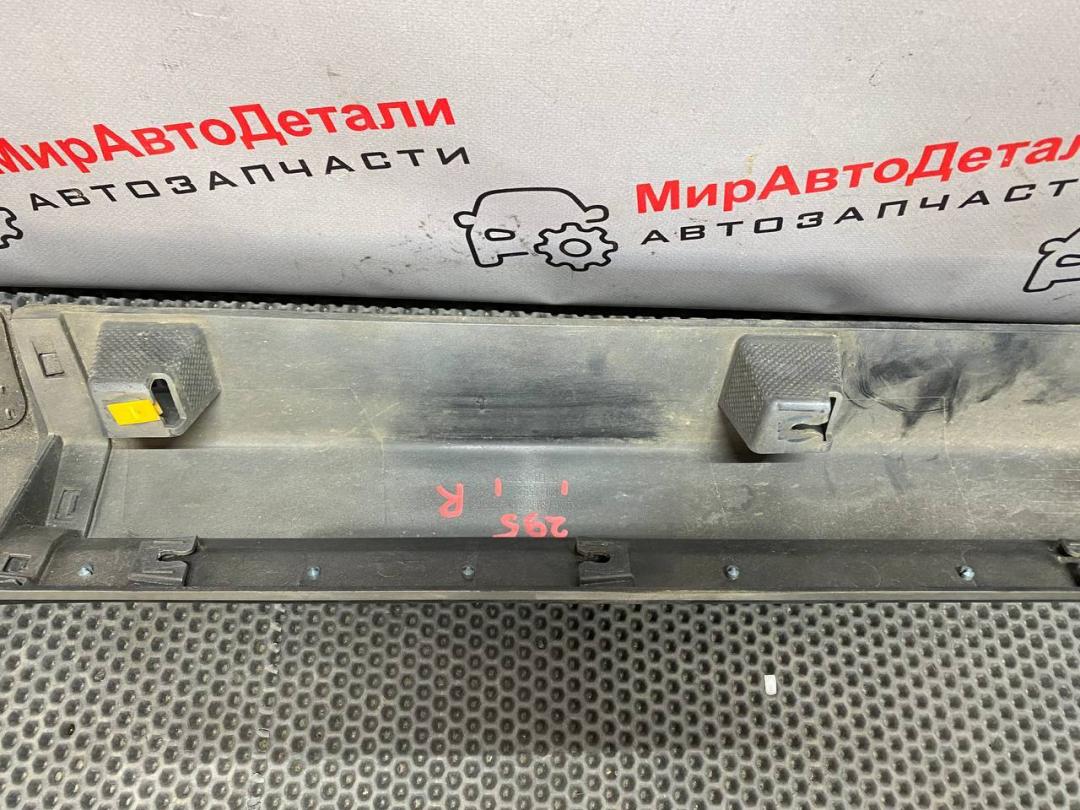 МирАвтоДетали
АВТОЗАПЧАСТИ
МирАвтоДетал
АВТОЗАПЧАСТ
R
295